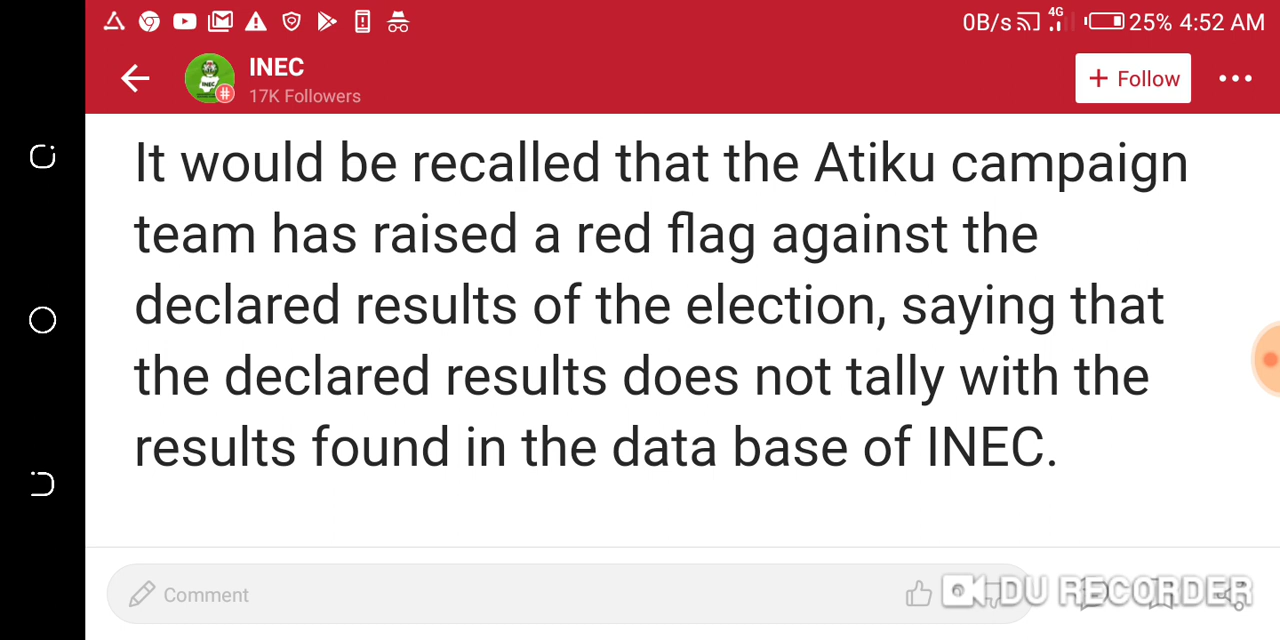 0B/s 4G 25% 4:52 AM
INEC
17K Followers
+ Follow
It would be recalled that the Atiku campaign
team has raised a red flag against the
declared results of the election, saying that
the declared results does not tally with the
results found in the data base of INEC.
Comment
DU RECORDER